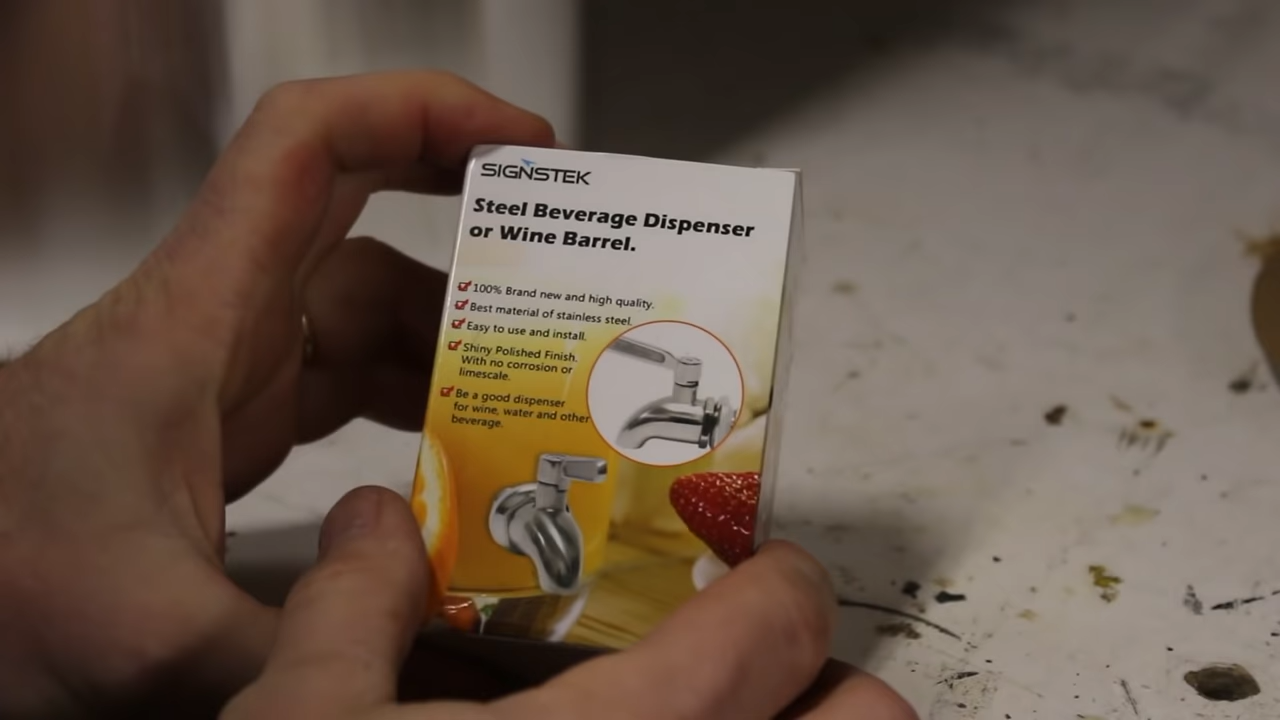 SIGNSTEK
Steel Beverage Dispenser
or Wine Barrel.
100% Brand new and high quality.
Best material of stainless steel.
Easy to use and install.
Shiny Polished Finish.
With no corrosion or
limescale.
Be a good dispenser
for wine, water and other
beverage.